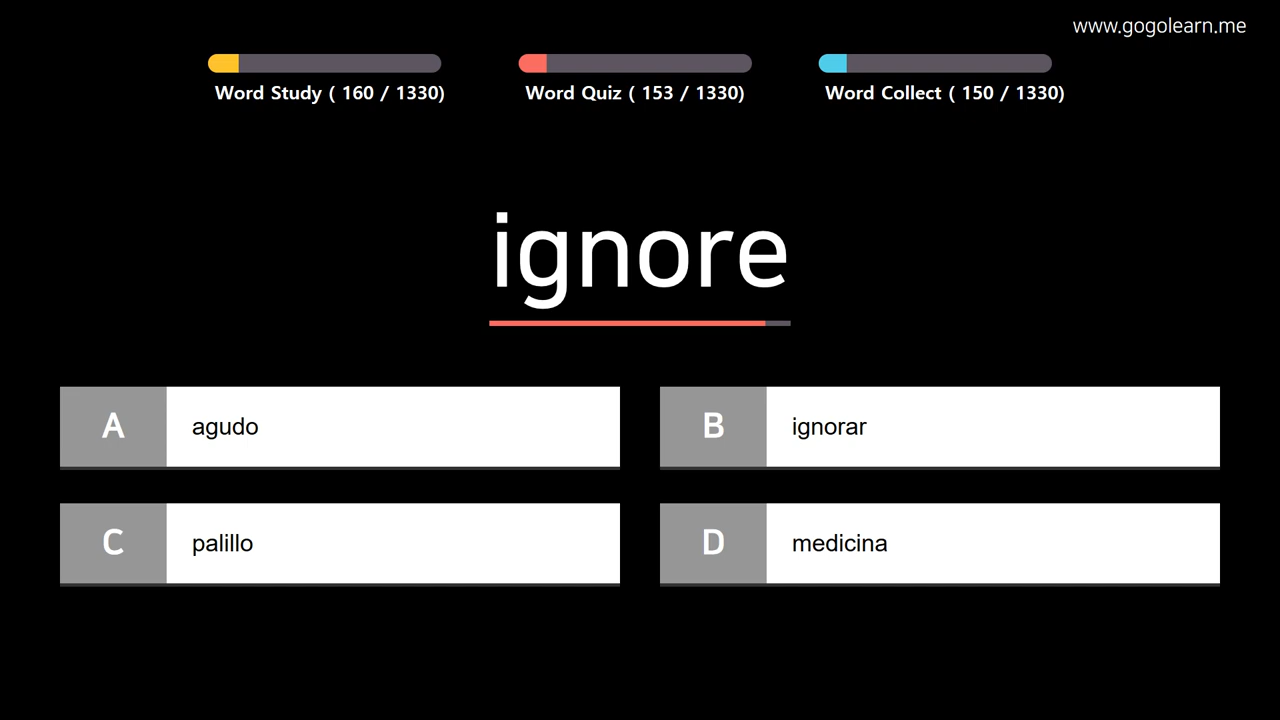 www.gogolearn.me
Word Study ( 160 / 1330)
Word Quiz ( 153 / 1330)
Word Collect ( 150 / 1330)
ignore
A agudo
B ignorar
C palillo
D medicina